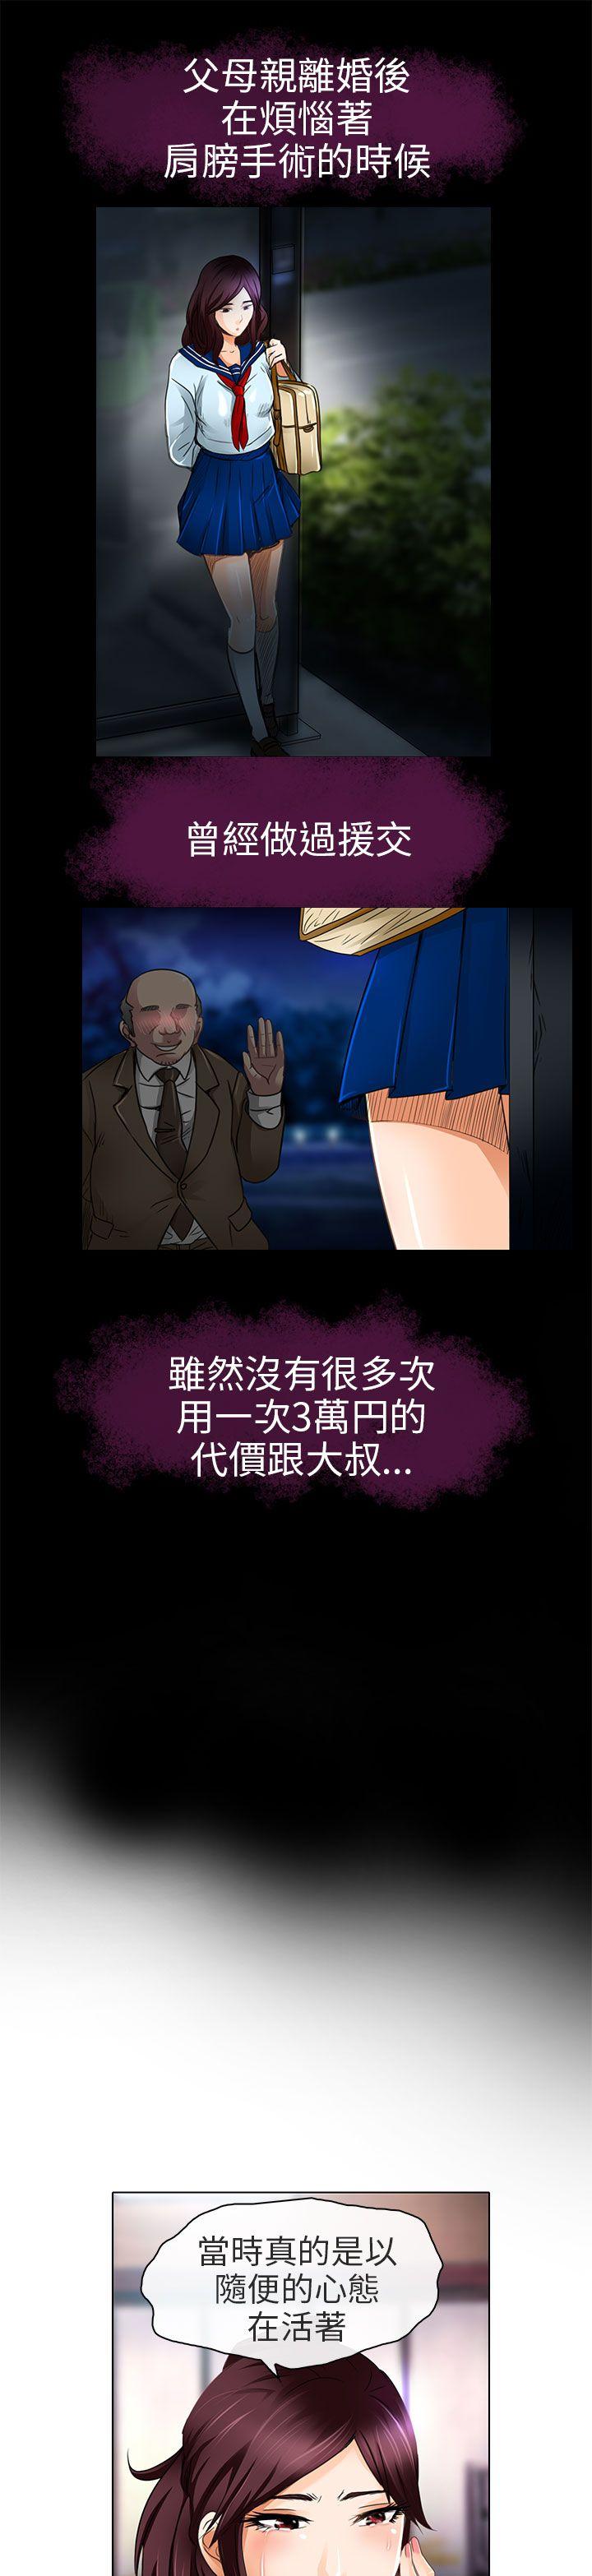 父母親離婚後
在煩惱著
肩膀手術的時候
曾經做過援交
雖然沒有很多次
用一次3萬円的
代價跟大叔...
當時真的是以
隨便的心態
在活著